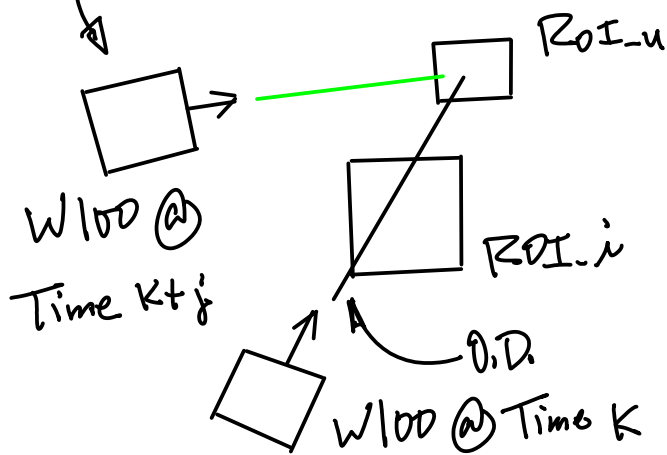 ROI_u
W100 @
Time K+j
ROI_i
O.D.
W100 @ Time K